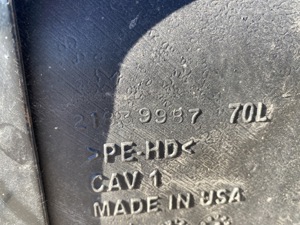 9987 70L
>PE-HD<
CAV 1
MADE IN USA